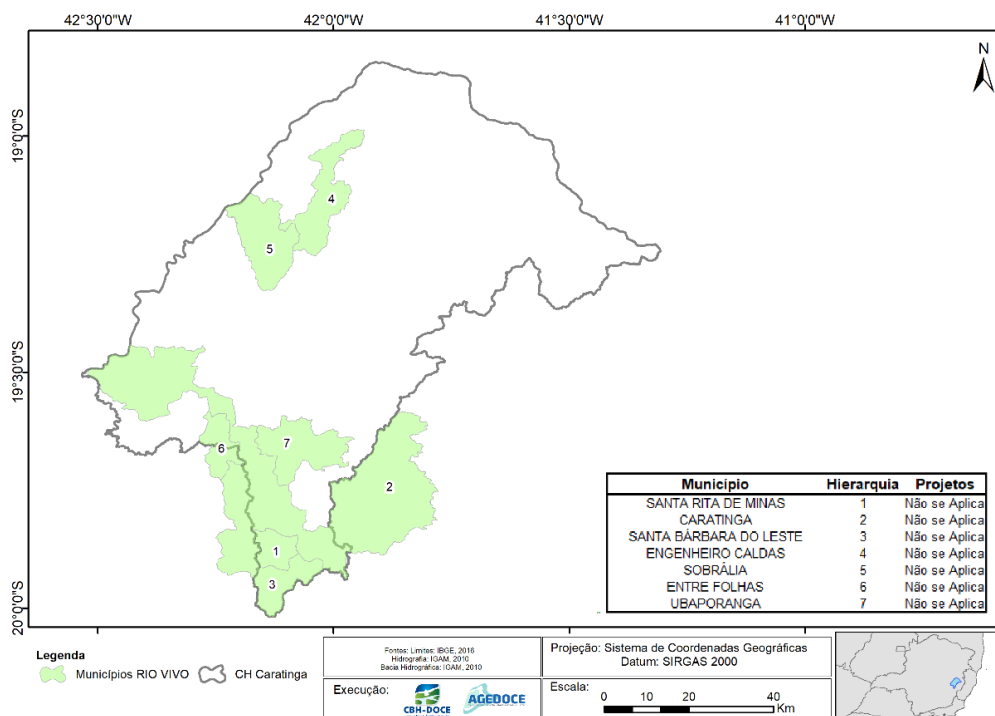 42°30'0"W 42°0'0"W 41°30'0"W 41°0'0"W
N
19°0'0"S
4
5
19°30'0"S
6
7
2
1
3
20°0'0"S
Município Hierarquia Projetos
SANTA RITA DE MINAS 1 Não se Aplica
CARATINGA 2 Não se Aplica
SANTA BÁRBARA DO LESTE 3 Não se Aplica
ENGENHEIRO CALDAS 4 Não se Aplica
SOBRÁLIA 5 Não se Aplica
ENTRE FOLHAS 6 Não se Aplica
UBAPORANGA 7 Não se Aplica
Legenda
Municípios RIO VIVO CH Caratinga
Fontes: Limites: IBGE, 2016
Hidrografia: IGAM, 2010
Bacia Hidrográfica: IGAM, 2010
Execução:
CBH-DOCE
AGEDOCE
Projeção: Sistema de Coordenadas Geográficas
Datum: SIRGAS 2000
Escala:
0 10 20 40
Km